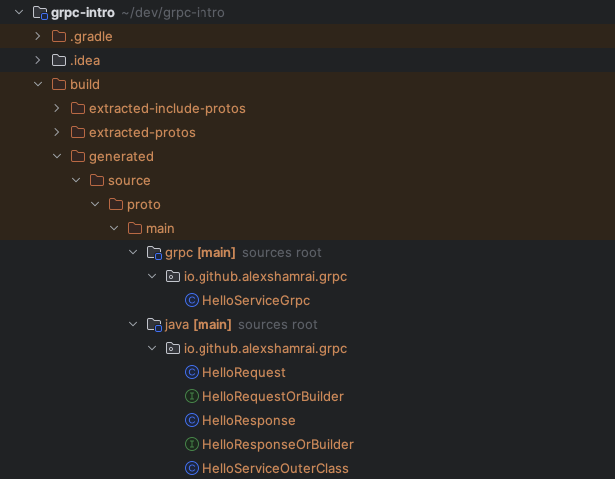 grpc-intro ~/dev/grpc-intro
.gradle
.idea
build
extracted-include-protos
extracted-protos
generated
source
proto
main
grpc [main] sources root
io.github.alexshamrai.grpc
C HelloServiceGrpc
java [main] sources root
io.github.alexshamrai.grpc
C HelloRequest
I HelloRequestOrBuilder
C HelloResponse
I HelloResponseOrBuilder
C HelloServiceOuterClass